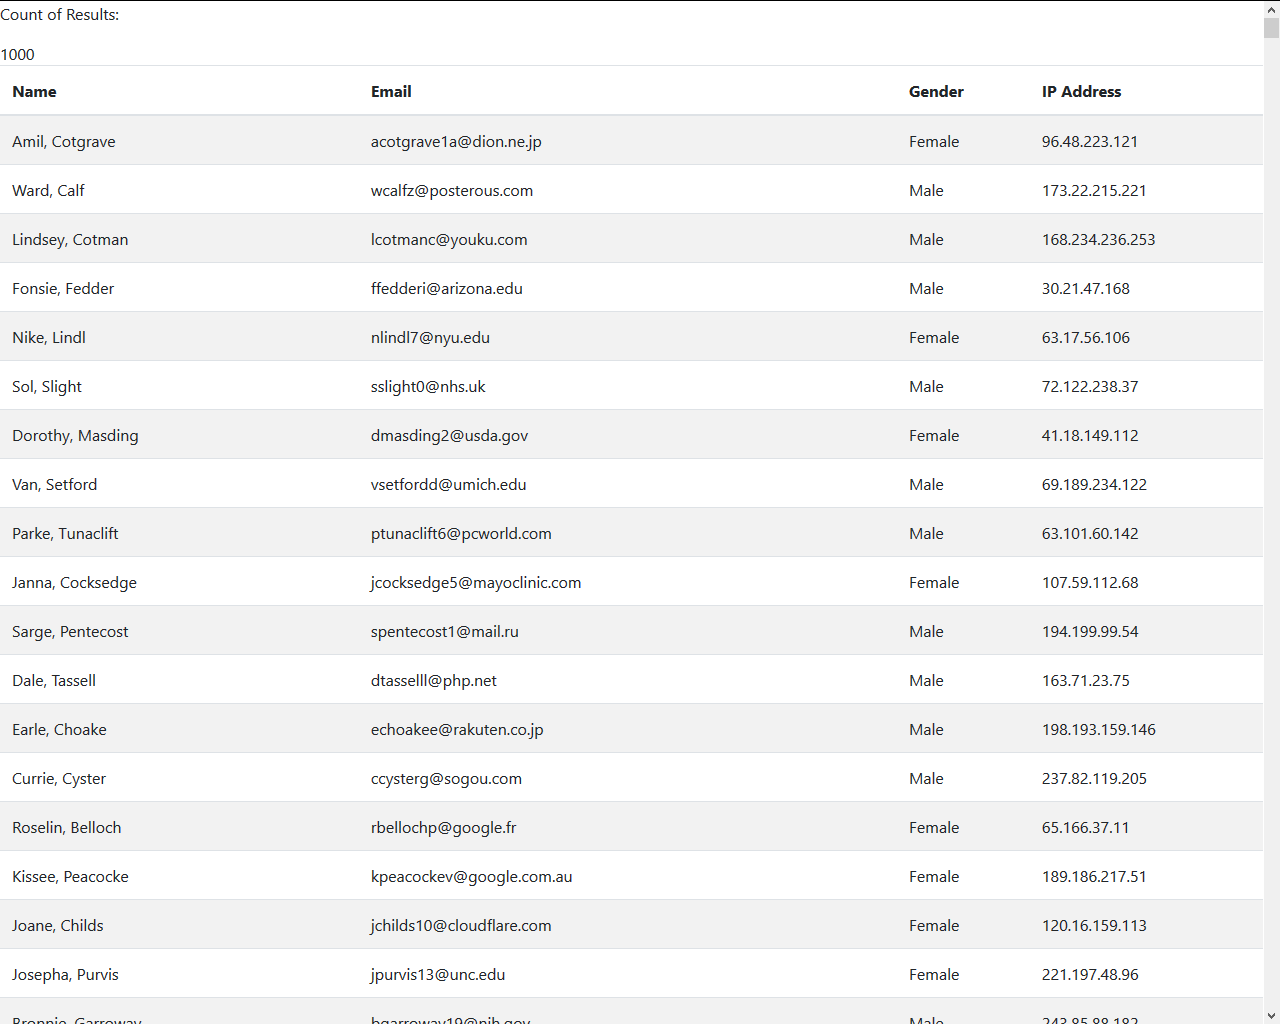 Count of Results:
1000
Name Email Gender IP Address
Amil, Cotgrave acotgrave1a@dion.ne.jp Female 96.48.223.121
Ward, Calf wcalfz@posterous.com Male 173.22.215.221
Lindsey, Cotman lcotmanc@youku.com Male 168.234.236.253
Fonsie, Fedder ffedderi@arizona.edu Male 30.21.47.168
Nike, Lindl nlindl7@nyu.edu Female 63.17.56.106
Sol, Slight sslight0@nhs.uk Male 72.122.238.37
Dorothy, Masding dmasding2@usda.gov Female 41.18.149.112
Van, Setford vsetfordd@umich.edu Male 69.189.234.122
Parke, Tunaclift ptunaclift6@pcworld.com Male 63.101.60.142
Janna, Cocksedge jcocksedge5@mayoclinic.com Female 107.59.112.68
Sarge, Pentecost spentecost1@mail.ru Male 194.199.99.54
Dale, Tassell dtasselll@php.net Male 163.71.23.75
Earle, Choake echoakee@rakuten.co.jp Male 198.193.159.146
Currie, Cyster ccysterg@sogou.com Male 237.82.119.205
Roselin, Belloch rbellochp@google.fr Female 65.166.37.11
Kissee, Peacocke kpeacockev@google.com.au Female 189.186.217.51
Joane, Childs jchilds10@cloudflare.com Female 120.16.159.113
Josepha, Purvis jpurvis13@unc.edu Female 221.197.48.96
Bronnie, Garroway bgarroway19@nih.gov Male 243.85.88.182